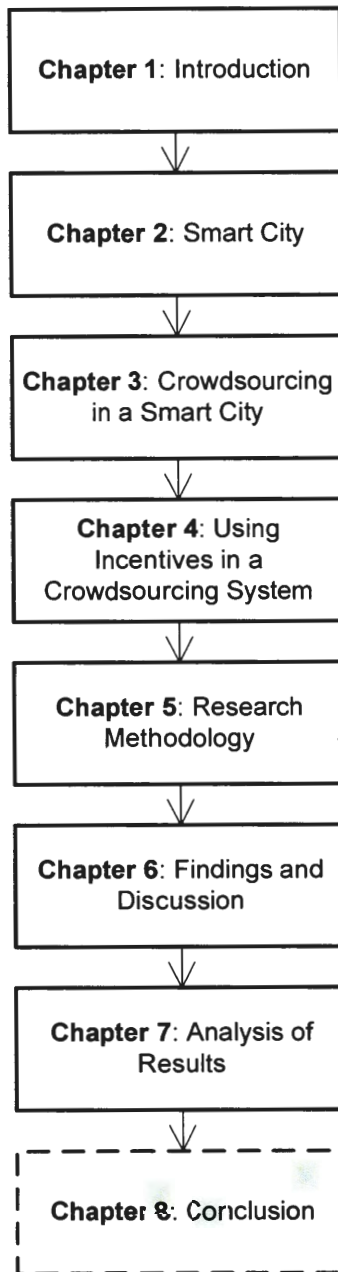 Chapter 1: Introduction
Chapter 2: Smart City
Chapter 3: Crowdsourcing
in a Smart City
Chapter 4: Using
Incentives in a
Crowdsourcing System
Chapter 5: Research
Methodology
Chapter 6: Findings and
Discussion
Chapter 7: Analysis of
Results
Chapter 8: Conclusion